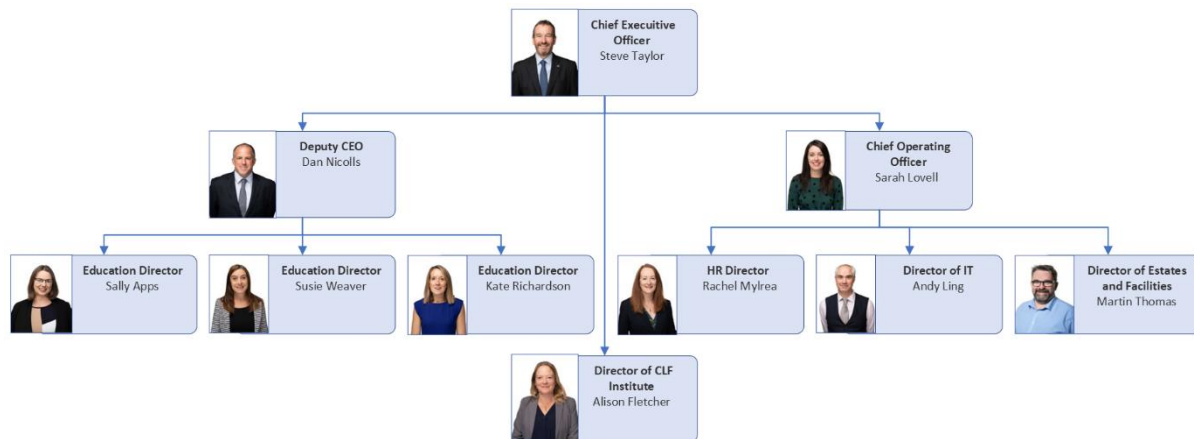 Chief Executive
Officer
Steve Taylor
Deputy CEO
Dan Nicolls
Chief Operating
Officer
Sarah Lovell
Education Director
Sally Apps
Education Director
Susie Weaver
Education Director
Kate Richardson
HR Director
Rachel Mylrea
Director of IT
Andy Ling
Director of Estates
and Facilities
Martin Thomas
Director of CLF
Institute
Alison Fletcher